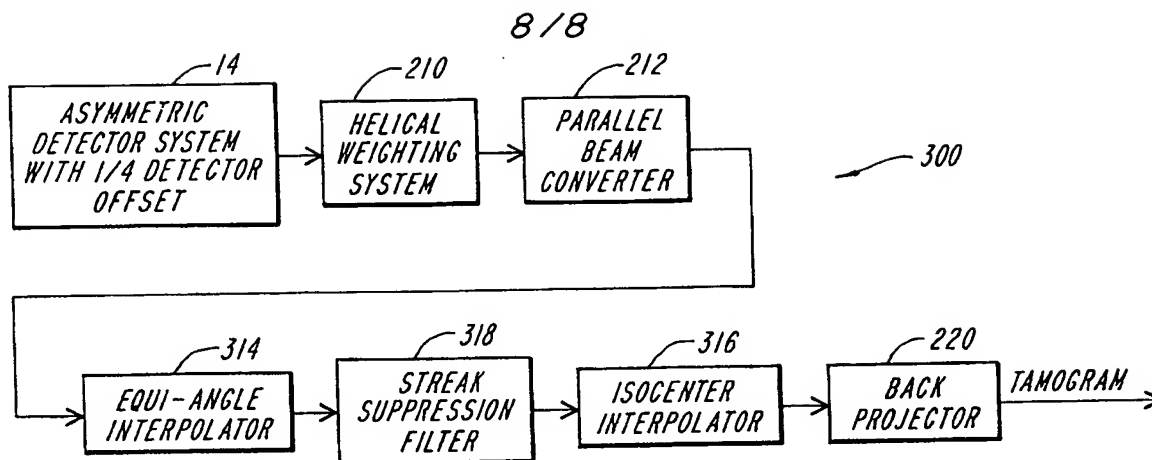 8/8
14
ASYMMETRIC
DETECTOR SYSTEM
WITH 1/4 DETECTOR
OFFSET
210
HELICAL
WEIGHTING
SYSTEM
212
PARALLEL
BEAM
CONVERTER
300
314
EQUI-ANGLE
INTERPOLATOR
318
STREAK
SUPPRESSION
FILTER
316
ISOCENTER
INTERPOLATOR
220
BACK
PROJECTOR
TAMOGRAM